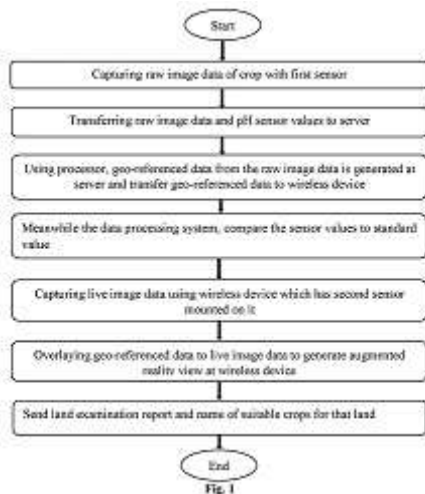 Start
Capturing raw image data of crop with first sensor
Transferring raw image data and pH sensor values to server
Using processor, geo-referenced data from the raw image data is generated at
server and transfer geo-referenced data to wireless device
Meanwhile the data processing system, compare the sensor values to standard
value
Capturing live image data using wireless device which has second sensor
mounted on it
Overlaying geo-referenced data to live image data to generate augmented
reality view at wireless device
Send land examination report and name of suitable crops for that land
End
Fig. 1